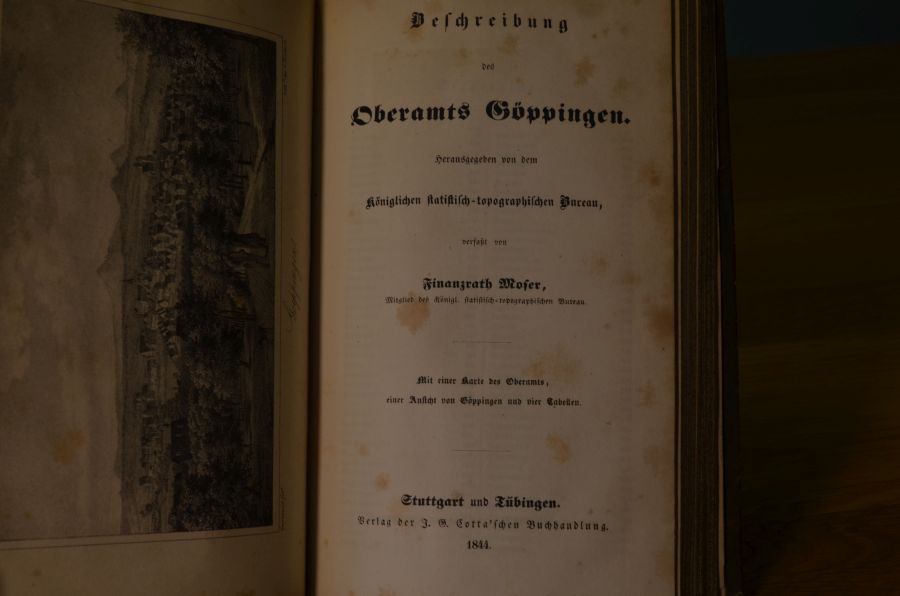 Beſchreibung
des
Oberamts Göppingen.
Herausgegeben von dem
Königlichen ſtatiſtiſch-topographiſchen Bureau,
verfaßt von
Finanzrath Moſer,
Mitglied des Königl. ſtatiſtiſch-topographiſchen Bureau.
Mit einer Karte des Oberamts,
einer Anſicht von Göppingen und vier Tabellen.
Stuttgart und Tübingen.
Verlag der J. G. Cotta'ſchen Buchhandlung.
1844.
Göppingen